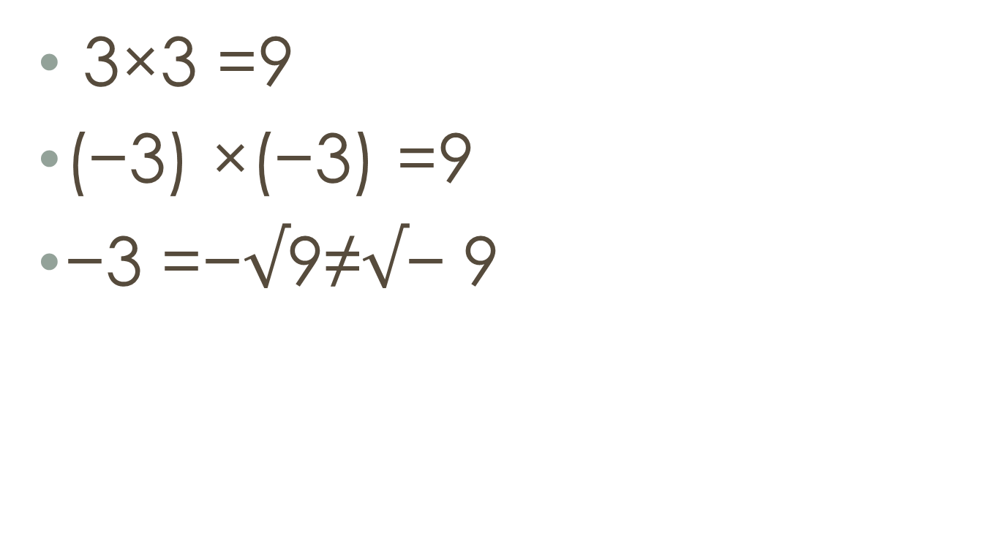 • 3×3 =9
• (−3) ×(−3) =9
• −3 =−√9≠√− 9